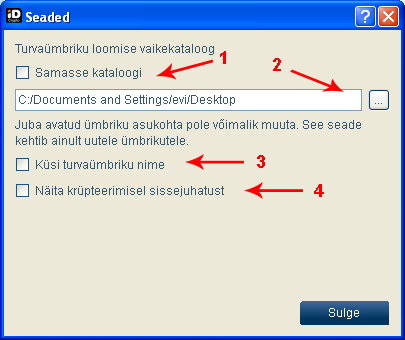 iD Seaded
Turvaümbriku loomise vaikekataloog
1
Samasse kataloogi
2
C:/Documents and Settings/evi/Desktop
...
Juba avatud ümbriku asukohta pole võimalik muuta. See seade
kehtib ainult uutele ümbrikutele.
Küsi turvaümbriku nime
3
Näita krüpteerimisel sissejuhatust
4
Sulge